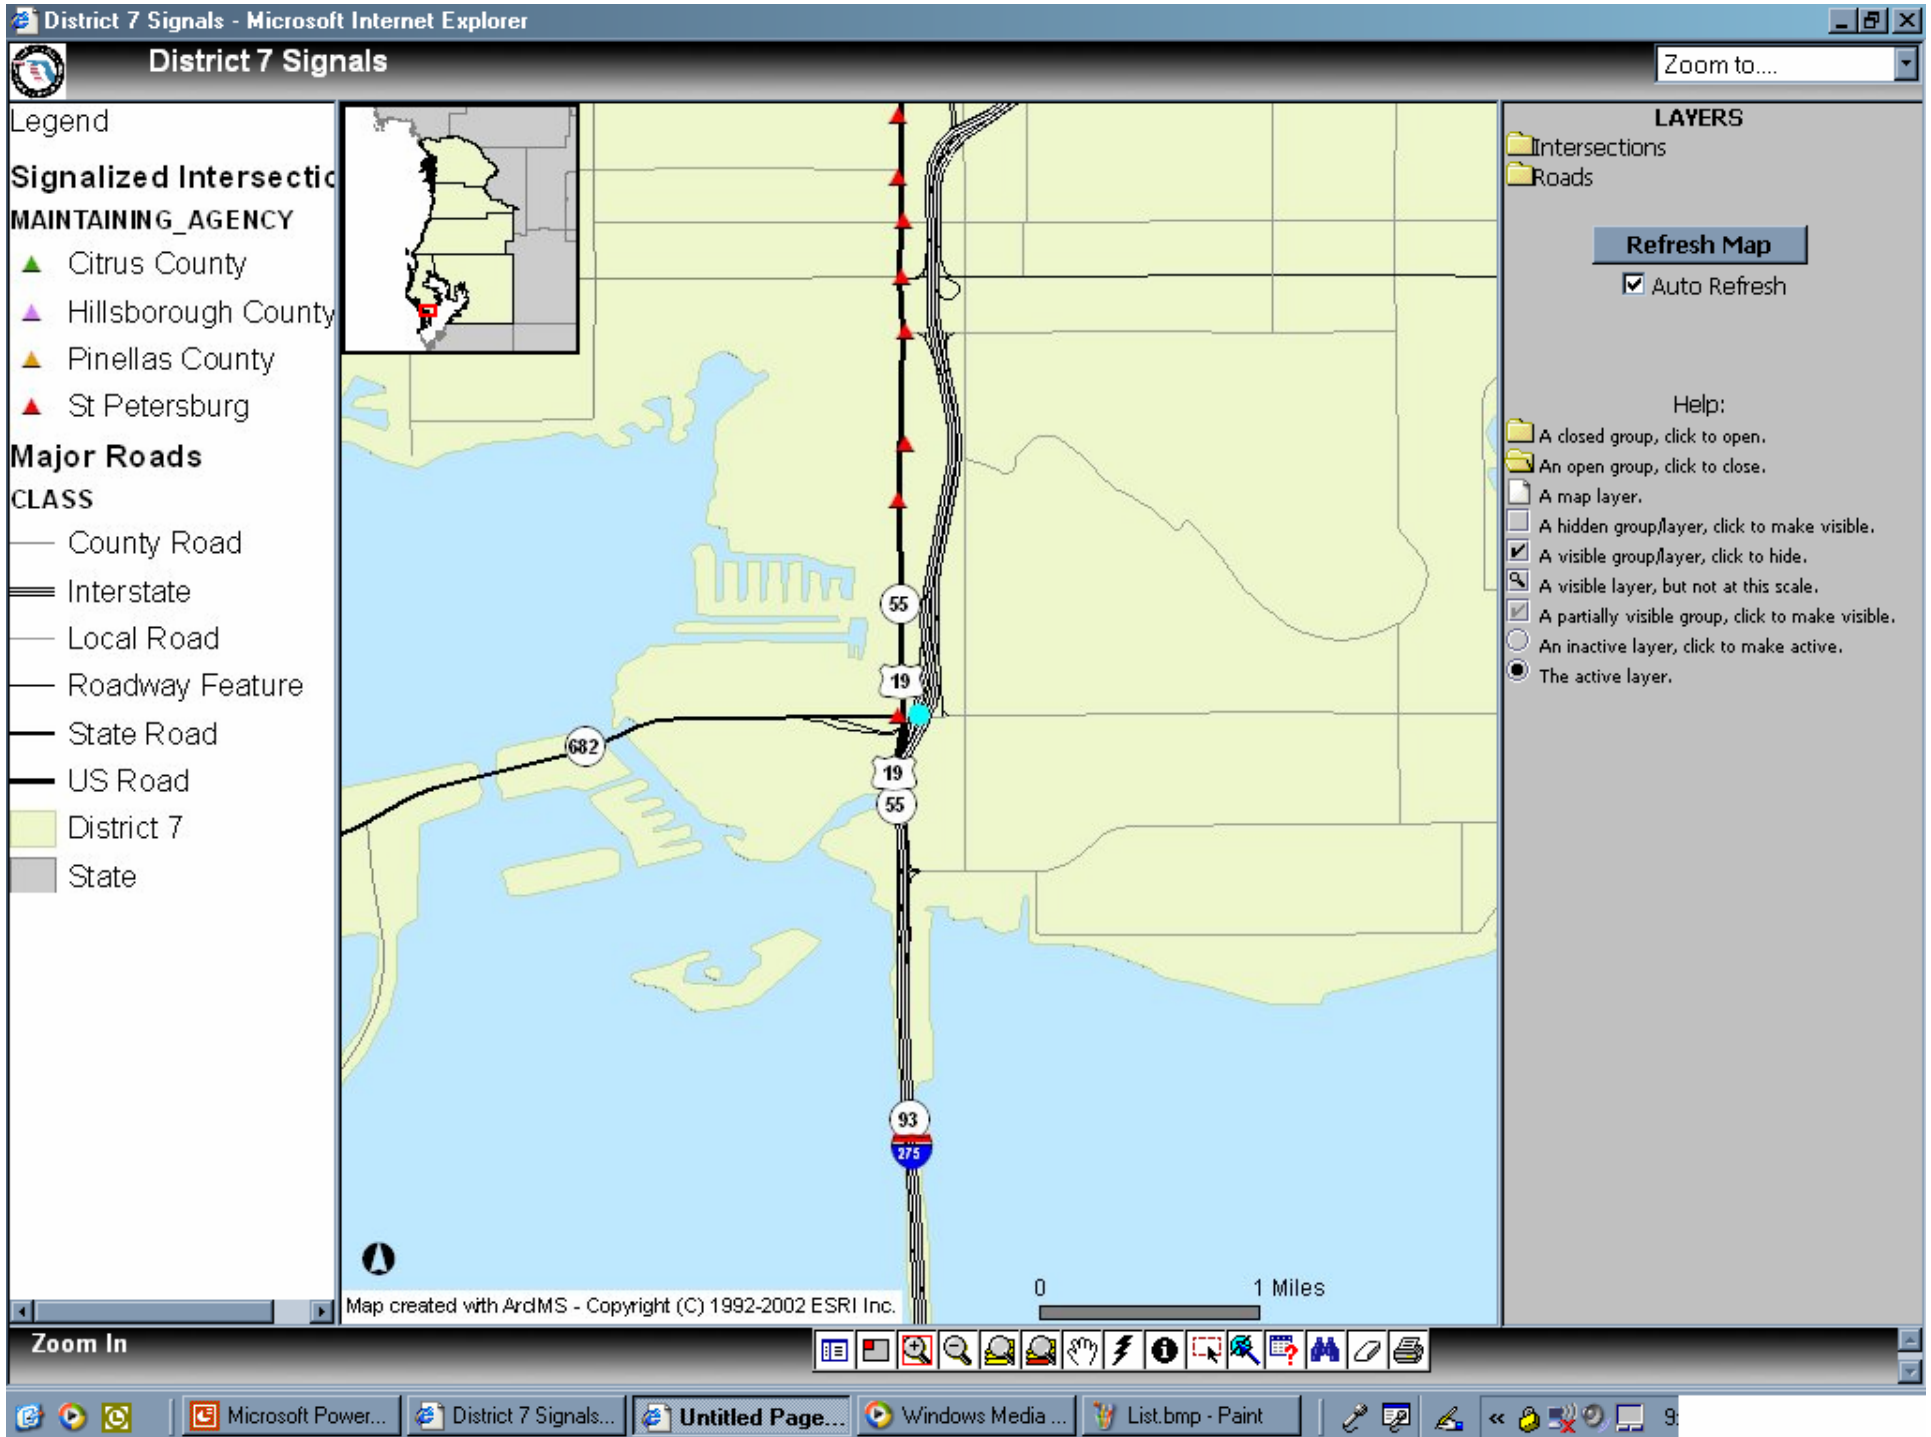 District 7 Signals - Microsoft Internet Explorer
District 7 Signals
Zoom to....
Legend
Signalized Intersectio
MAINTAINING_AGENCY
Citrus County
Hillsborough County
Pinellas County
St Petersburg
Major Roads
CLASS
County Road
Interstate
Local Road
Roadway Feature
State Road
US Road
District 7
State
55
19
682
19
55
93
275
0 1 Miles
Map created with ArcIMS - Copyright (C) 1992-2002 ESRI Inc.
LAYERS
Intersections
Roads
Refresh Map
Auto Refresh
Help:
A closed group, click to open.
An open group, click to close.
A map layer.
A hidden group/layer, click to make visible.
A visible group/layer, click to hide.
A visible layer, but not at this scale.
A partially visible group, click to make visible.
An inactive layer, click to make active.
The active layer.
Zoom In
Microsoft Power...
District 7 Signals...
Untitled Page...
Windows Media ...
List.bmp - Paint
9: